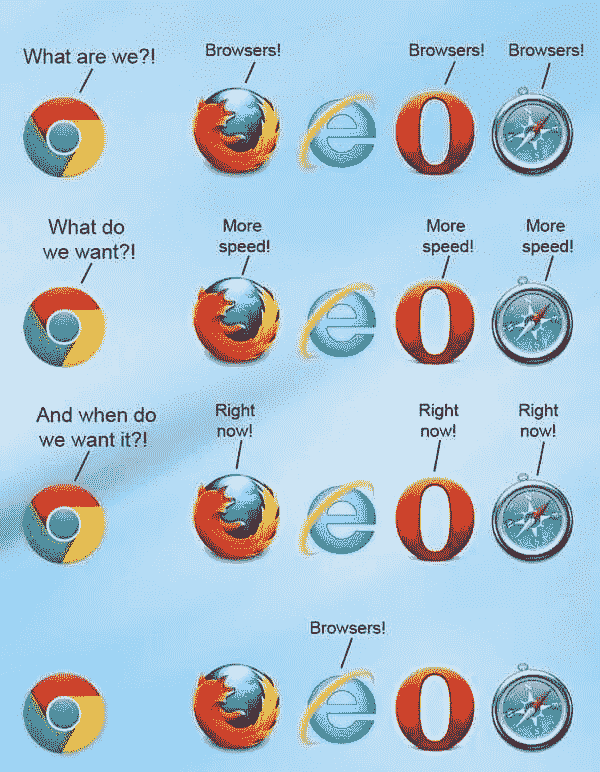 What are we?!
Browsers!
Browsers!
Browsers!
What do
we want?!
More
speed!
More
speed!
More
speed!
And when do
we want it?!
Right
now!
Right
now!
Right
now!
Browsers!